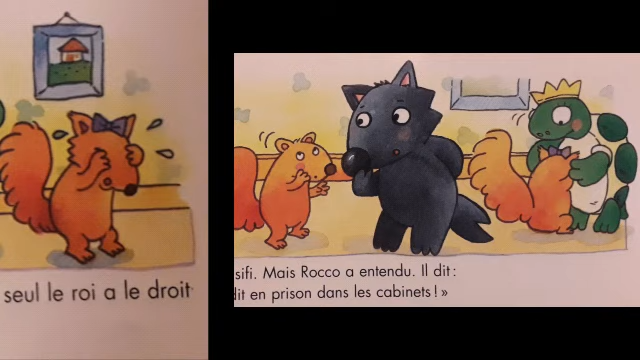 seul le roi a le droit
sifi. Mais Rocco a entendu. Il dit :
dit en prison dans les cabinets ! »